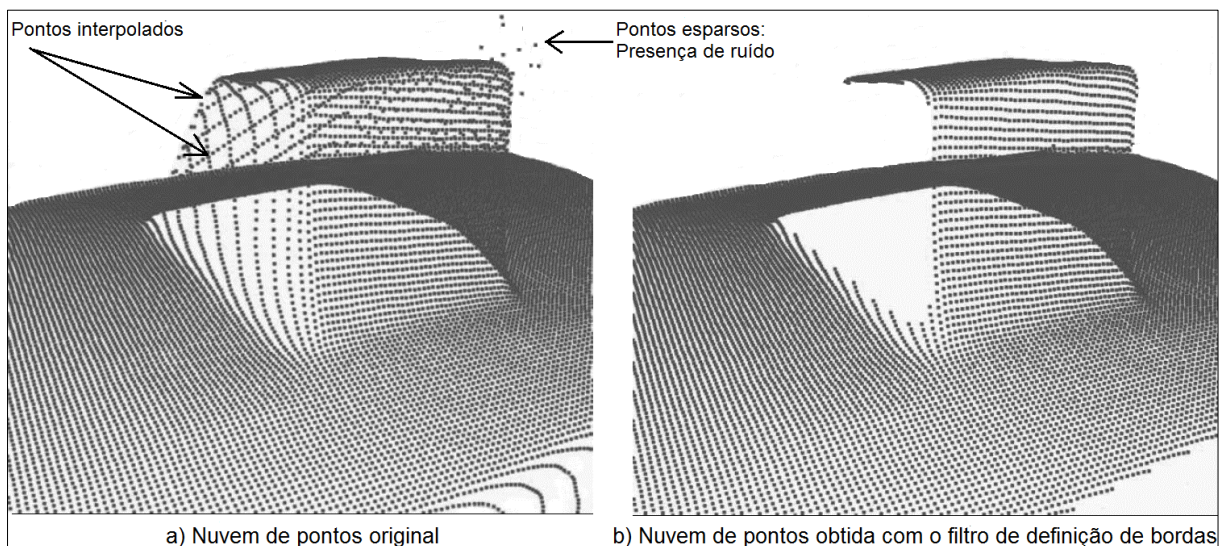 Pontos interpolados
Pontos esparsos:
Presença de ruído
a) Nuvem de pontos original
b) Nuvem de pontos obtida com o filtro de definição de bordas